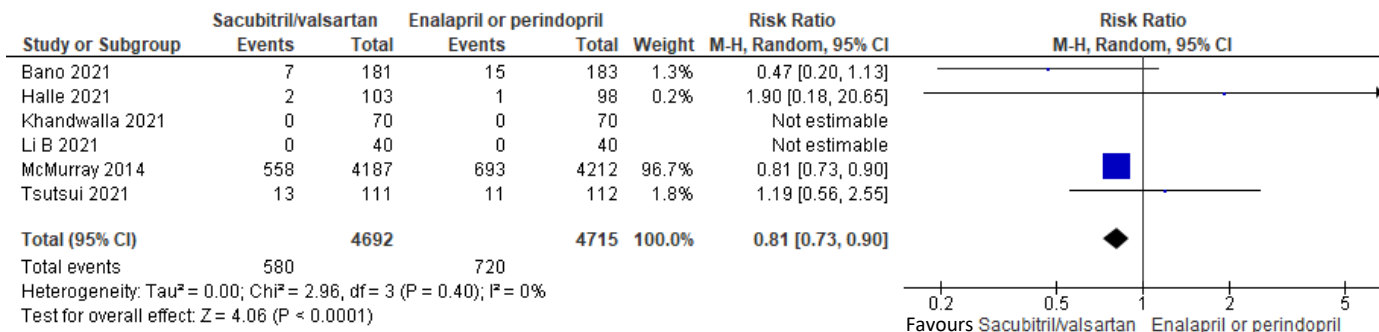 Sacubitril/valsartan Enalapril or perindopril Risk Ratio Risk Ratio
Study or Subgroup Events Total Events Total Weight M-H, Random, 95% CI M-H, Random, 95% CI
Bano 2021 7 181 15 183 1.3% 0.47 [0.20, 1.13]
Halle 2021 2 103 1 98 0.2% 1.90 [0.18, 20.65]
Khandwalla 2021 0 70 0 70 Not estimable
Li B 2021 0 40 0 40 Not estimable
McMurray 2014 558 4187 693 4212 96.7% 0.81 [0.73, 0.90]
Tsutsui 2021 13 111 11 112 1.8% 1.19 [0.56, 2.55]
Total (95% CI) 4692 4715 100.0% 0.81 [0.73, 0.90]
Total events 580 720
Heterogeneity: Tau² = 0.00; Chi² = 2.96, df = 3 (P = 0.40); I² = 0%
Test for overall effect: Z = 4.06 (P < 0.0001)
0.2 0.5 1 2 5
Favours Sacubitril/valsartan Enalapril or perindopril